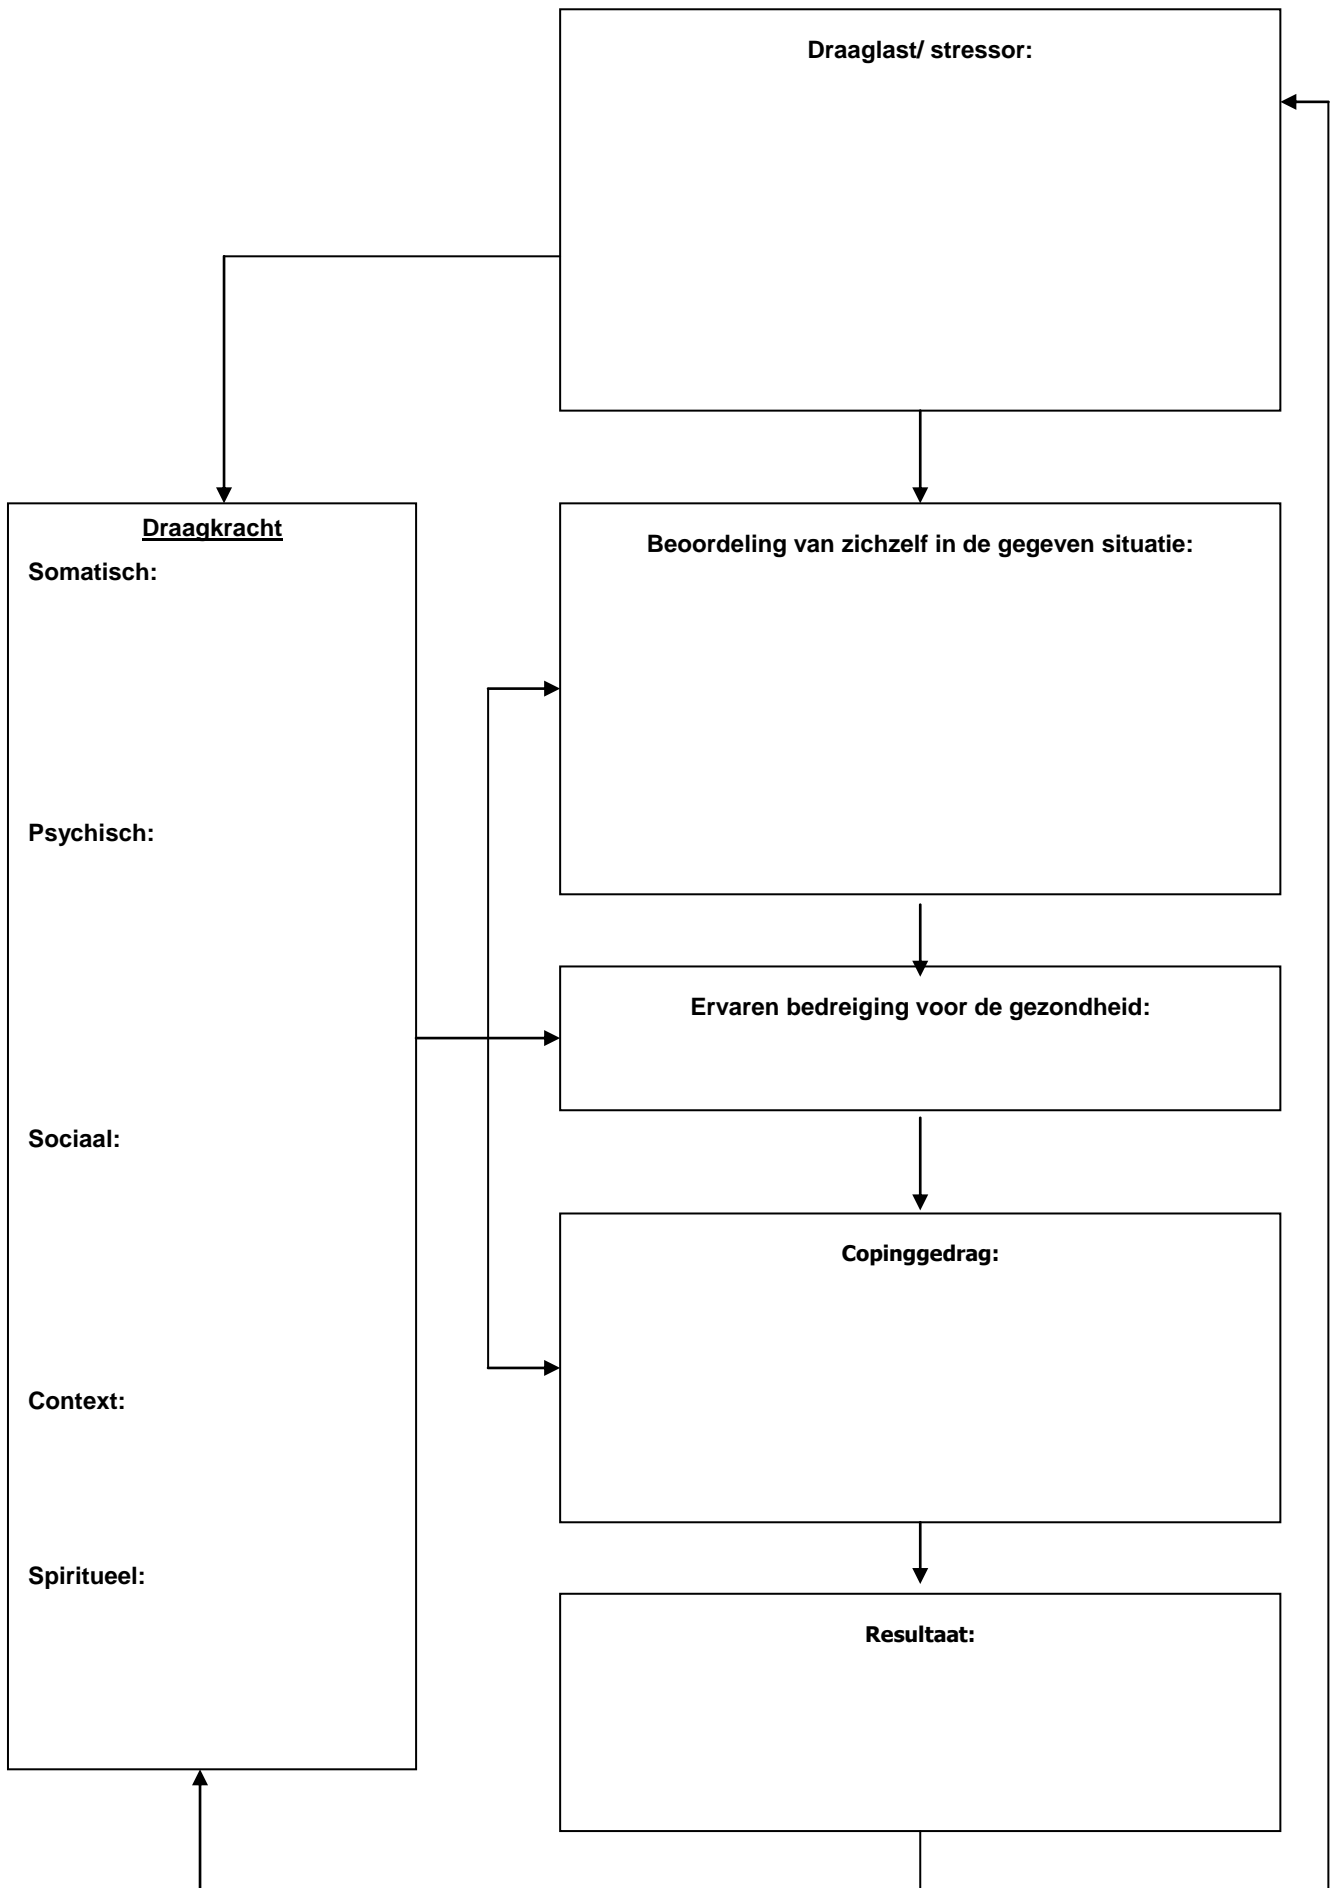 Draaglast/ stressor:
Draagkracht
Somatisch:
Psychisch:
Sociaal:
Context:
Spiritueel:
Beoordeling van zichzelf in de gegeven situatie:
Ervaren bedreiging voor de gezondheid:
Copinggedrag:
Resultaat: